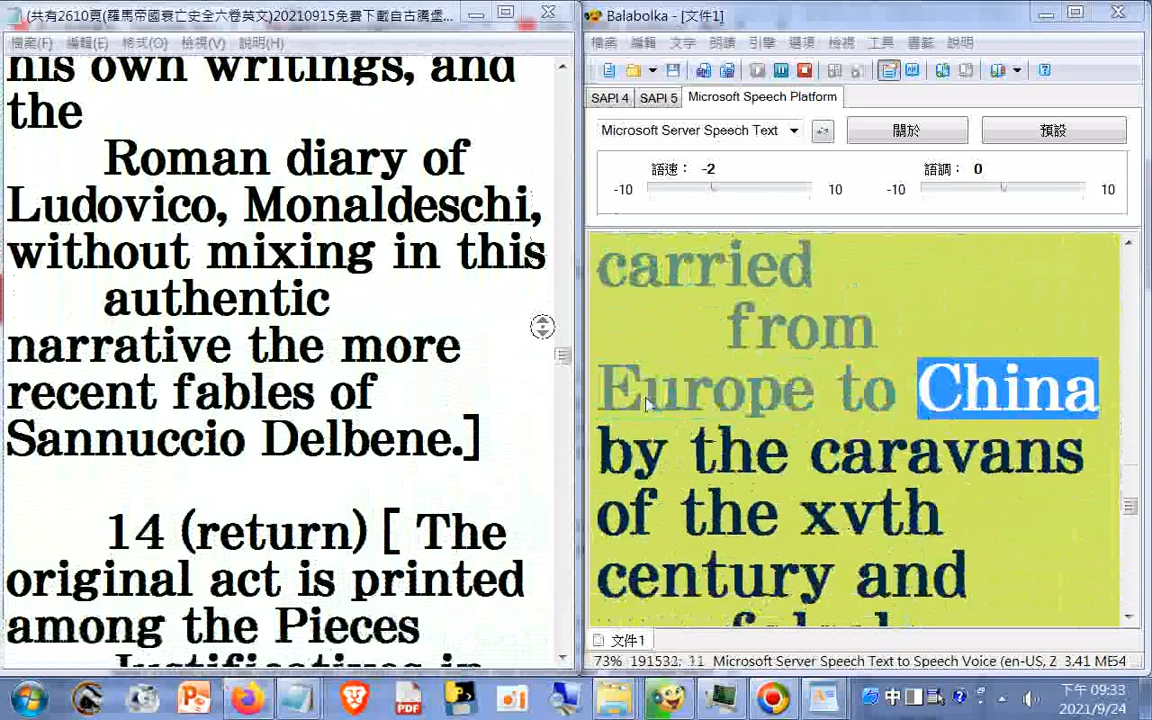 (共有2610頁(羅馬帝國衰亡史全六卷英文)20210915免費下載自古騰堡...
檔案(F) 編輯(E) 格式(O) 檢視(V) 說明(H)
his own writings, and
the
Roman diary of
Ludovico, Monaldeschi,
without mixing in this
authentic
narrative the more
recent fables of
Sannuccio Delbene.]
14 (return) [ The
original act is printed
among the Pieces
Justificatives in
Balabolka - [文件1]
檔案 編輯 文字 朗讀 引擎 選項 檢視 工具 書籤 說明
SAPI 4 SAPI 5 Microsoft Speech Platform
Microsoft Server Speech Text 關於 預設
語速: -2 語調: 0
-10 10 -10 10
carried
from
Europe to China
by the caravans
of the xvth
century and
文件1
73% 191532: 11 Microsoft Server Speech Text to Speech Voice (en-US, Z 3,41 ME54
中 下午 09:33
2021/9/24